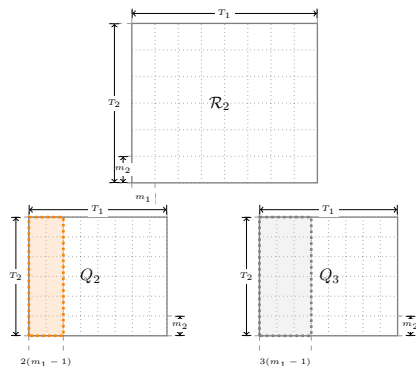 T₁
T₂
R₂
m₂
m₁
T₁
T₂
Q₂
m₂
2(m₁ − 1)
T₁
T₂
Q₃
m₂
3(m₁ − 1)